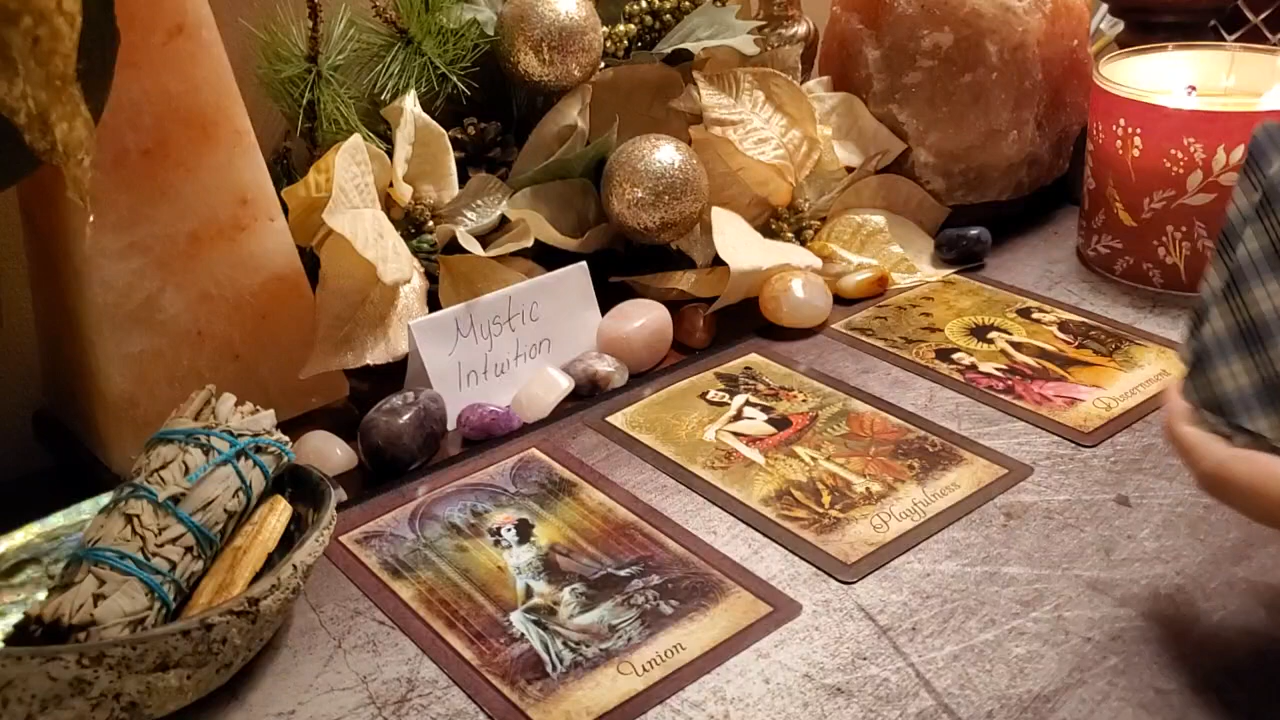 Mystic
Intuition
Union
Playfulness
Discernment